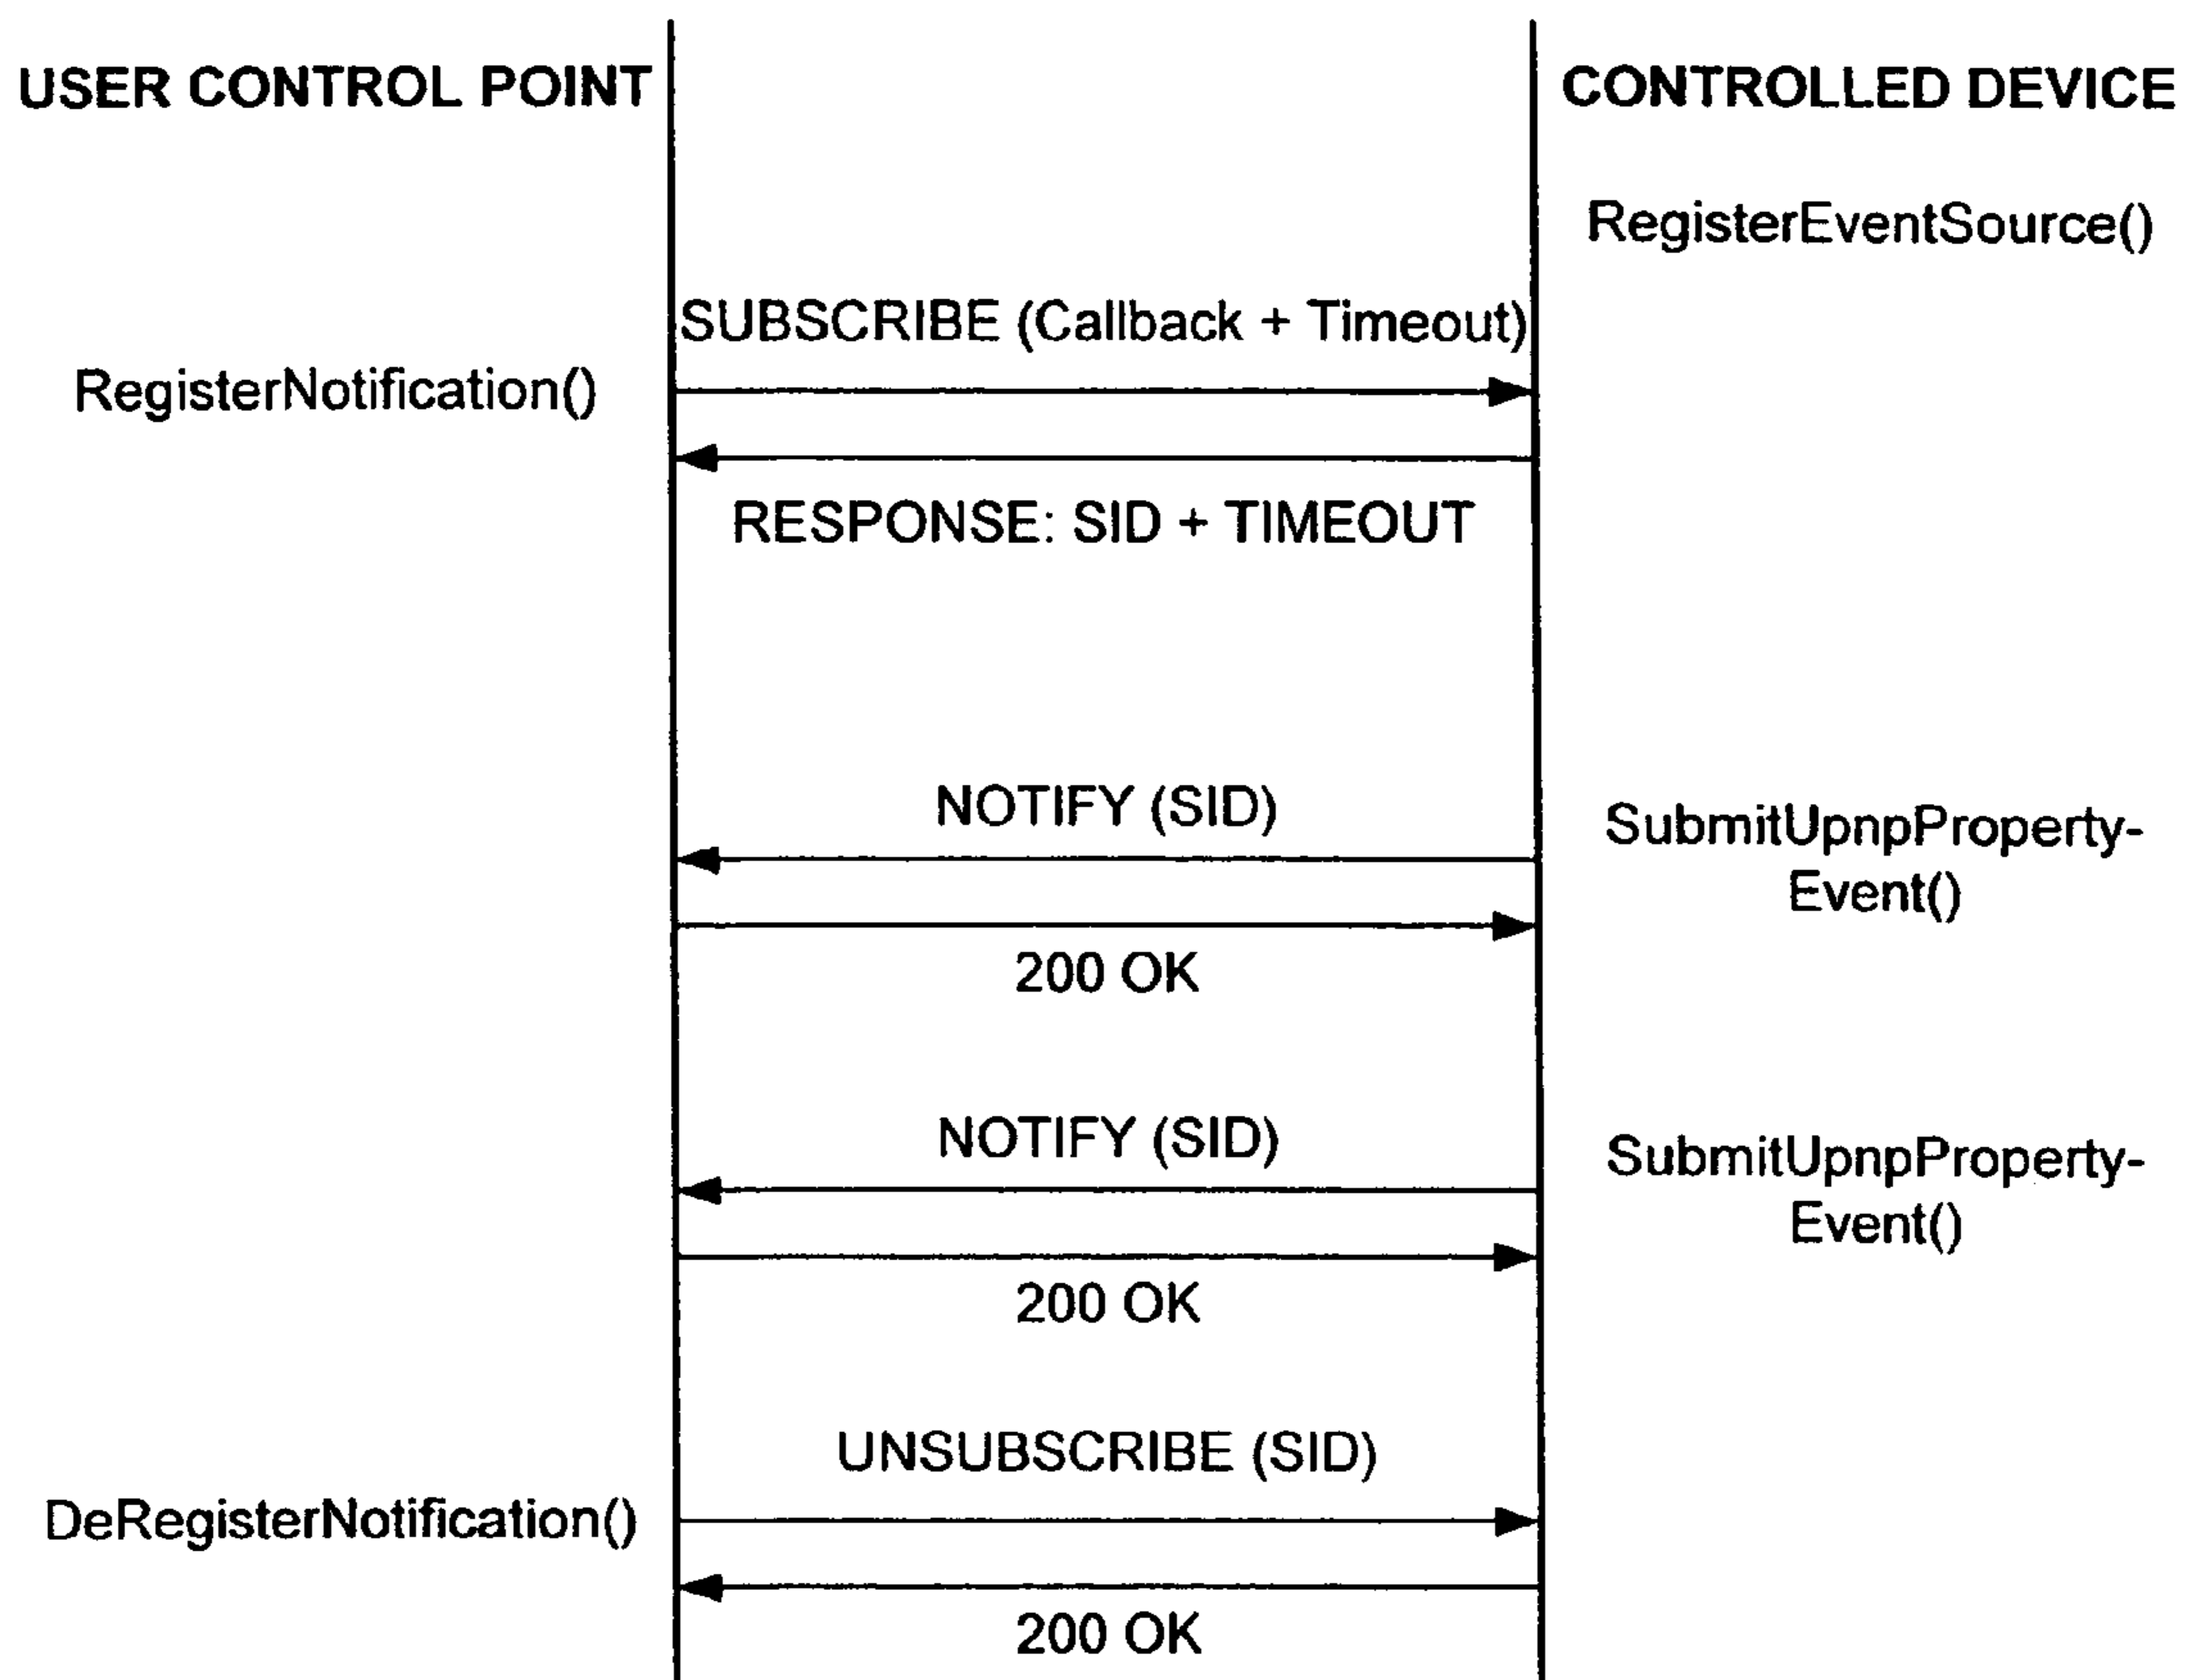 USER CONTROL POINT
CONTROLLED DEVICE
RegisterEventSource()
SUBSCRIBE (Callback + Timeout)
RegisterNotification()
RESPONSE: SID + TIMEOUT
NOTIFY (SID)
SubmitUpnpProperty-
Event()
200 OK
NOTIFY (SID)
SubmitUpnpProperty-
Event()
200 OK
UNSUBSCRIBE (SID)
DeRegisterNotification()
200 OK